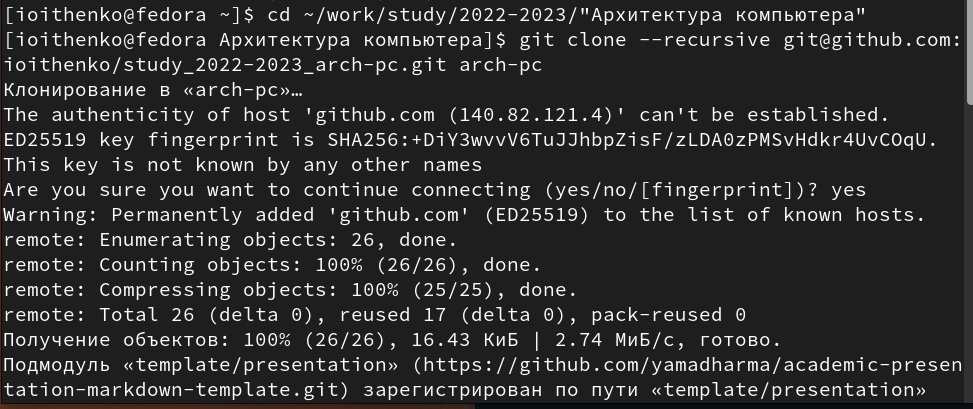 [ioithenko@fedora ~]$ cd ~/work/study/2022-2023/"Архитектура компьютера"
[ioithenko@fedora Архитектура компьютера]$ git clone --recursive git@github.com:
ioithenko/study_2022-2023_arch-pc.git arch-pc
Клонирование в «arch-pc»…
The authenticity of host 'github.com (140.82.121.4)' can't be established.
ED25519 key fingerprint is SHA256:+DiY3wvvV6TuJJhbpZisF/zLDA0zPMSvHdkr4UvCOqU.
This key is not known by any other names
Are you sure you want to continue connecting (yes/no/[fingerprint])? yes
Warning: Permanently added 'github.com' (ED25519) to the list of known hosts.
remote: Enumerating objects: 26, done.
remote: Counting objects: 100% (26/26), done.
remote: Compressing objects: 100% (25/25), done.
remote: Total 26 (delta 0), reused 17 (delta 0), pack-reused 0
Получение объектов: 100% (26/26), 16.43 КиБ | 2.74 МиБ/с, готово.
Подмодуль «template/presentation» (https://github.com/yamadharma/academic-presen
tation-markdown-template.git) зарегистрирован по пути «template/presentation»